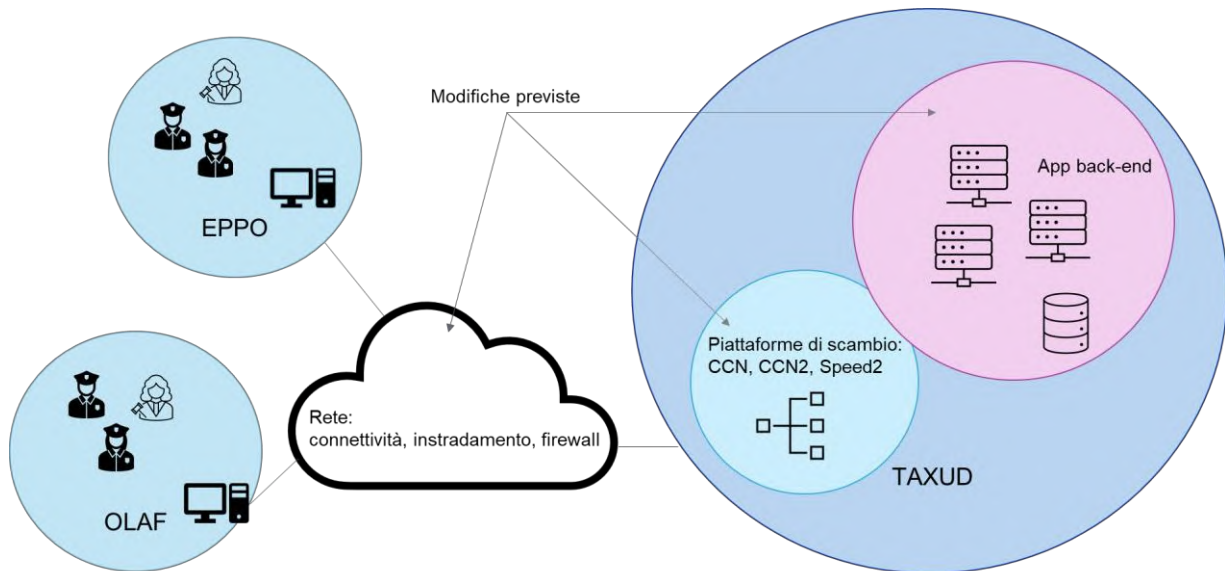 Modifiche previste
EPPO
App back-end
Piattaforme di scambio:
CCN, CCN2, Speed2
Rete:
connettività, instradamento, firewall
TAXUD
OLAF